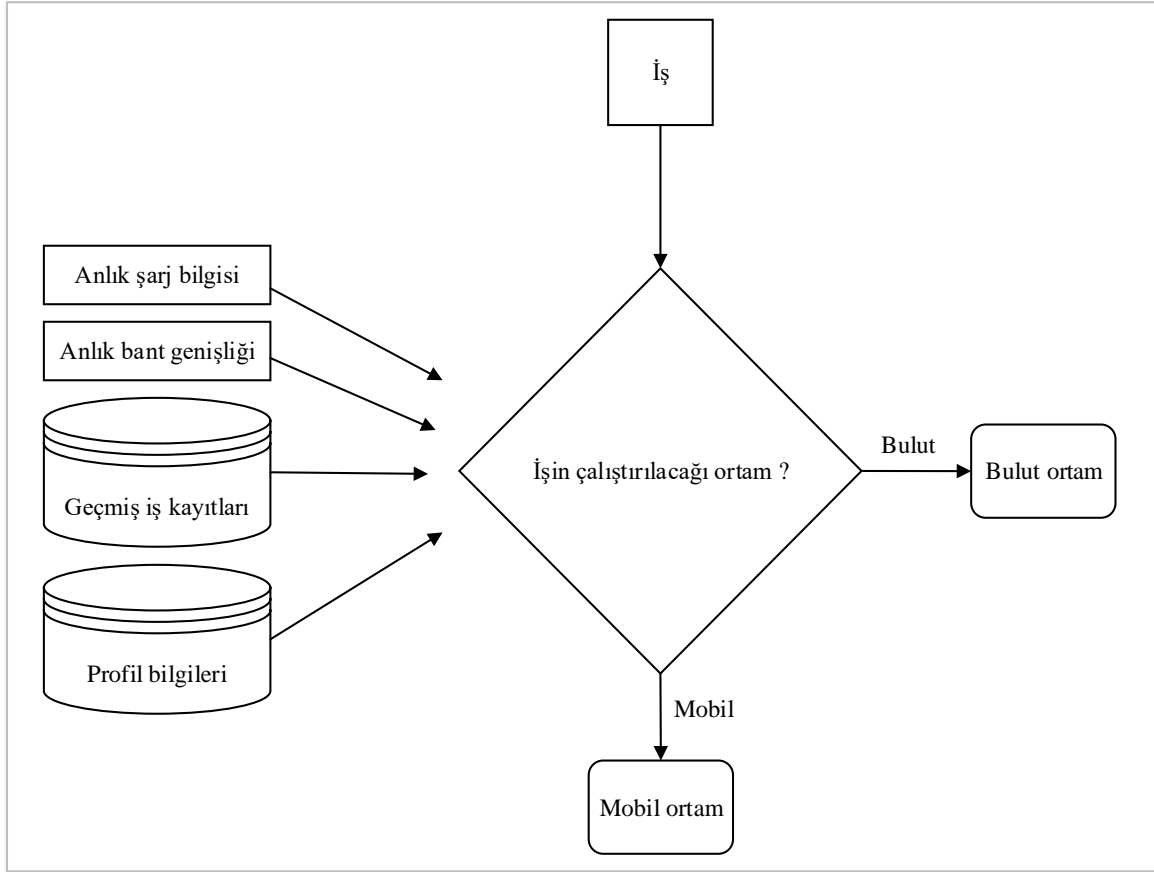 İş
Anlık şarj bilgisi
Anlık bant genişliği
Geçmiş iş kayıtları
Profil bilgileri
İşin çalıştırılacağı ortam ?
Bulut
Bulut ortam
Mobil
Mobil ortam